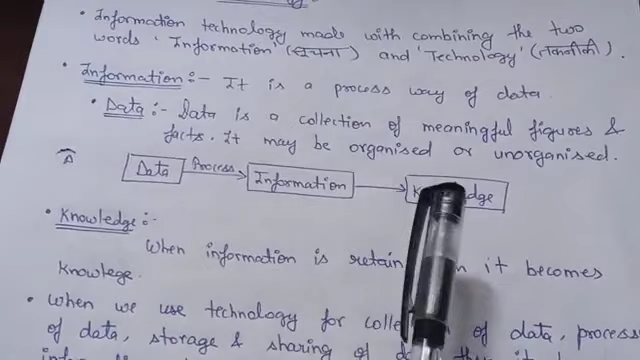 • Information technology made with combining the two
words 'Information' (सूचना) and 'Technology' (तकनीकी).
• Information :- It is a process way of data.
• Data :- Data is a collection of meaningful figures &
facts. It may be organised or unorganised.
Data Process Information
• Knowledge :-
When information is it becomes
Knowlege.
• When we use technology for of data, process
of data, storage & sharing of